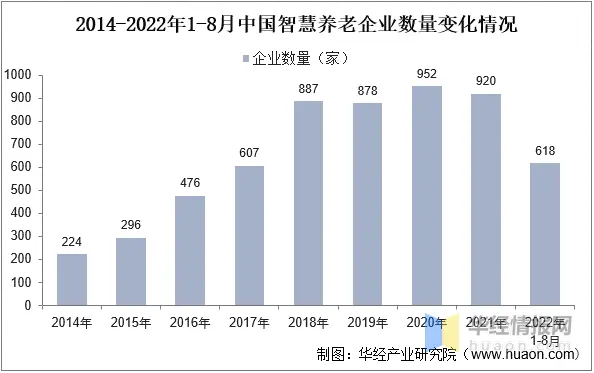 2014-2022年1-8月中国智慧养老企业数量变化情况
企业数量（家）
1000
900
800
700
600
500
400
300
200
100
0
224
296
476
607
887
878
952
920
618
2014年
2015年
2016年
2017年
2018年
2019年
2020年
2021年
2022年
1-8月
华经情报网
huaon.com
制图：华经产业研究院（www.huaon.com）